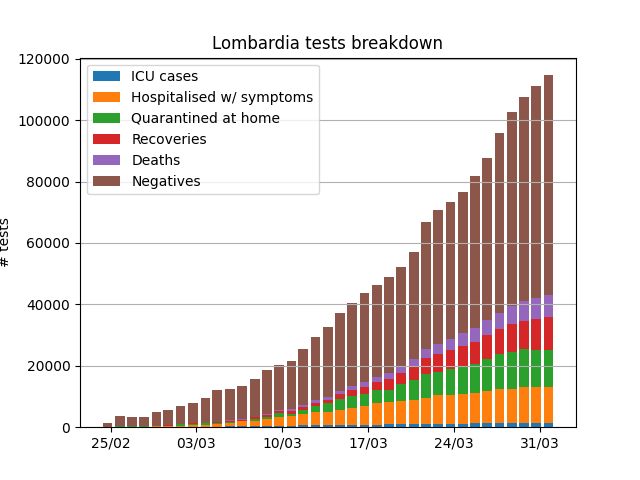 Lombardia tests breakdown
# tests
120000
100000
80000
60000
40000
20000
0
ICU cases
Hospitalised w/ symptoms
Quarantined at home
Recoveries
Deaths
Negatives
25/02 03/03 10/03 17/03 24/03 31/03